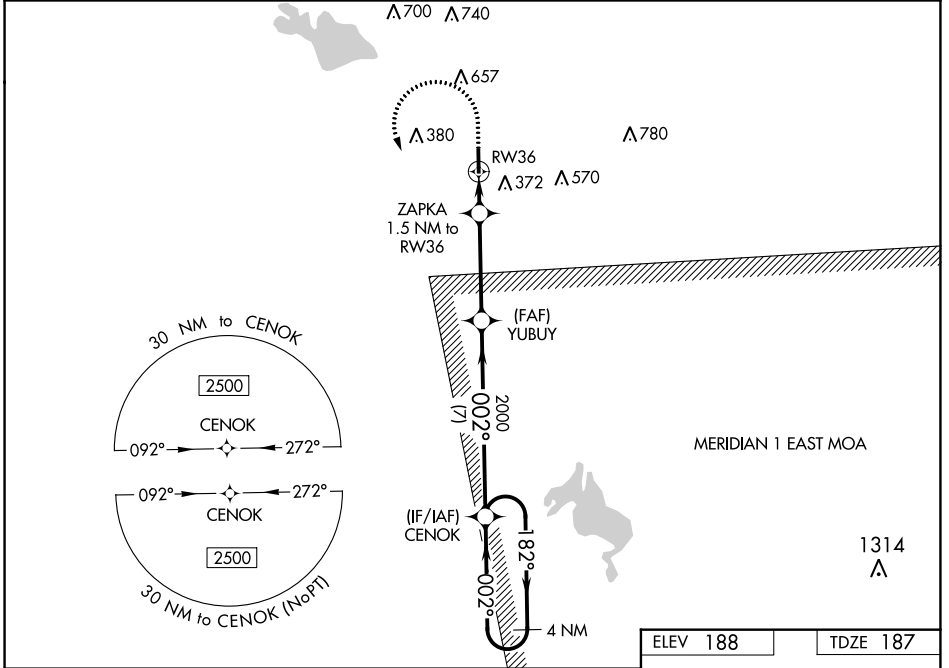 700
740
657
380
780
RW36
372
570
ZAPKA
1.5 NM to
RW36
(FAF)
YUBUY
30 NM to CENOK
2500
CENOK
092°
272°
092°
272°
CENOK
2500
30 NM to CENOK (NoPT)
2000
002°
(7)
MERIDIAN 1 EAST MOA
(IF/IAF)
CENOK
182°
002°
4 NM
1314
ELEV 188
TDZE 187